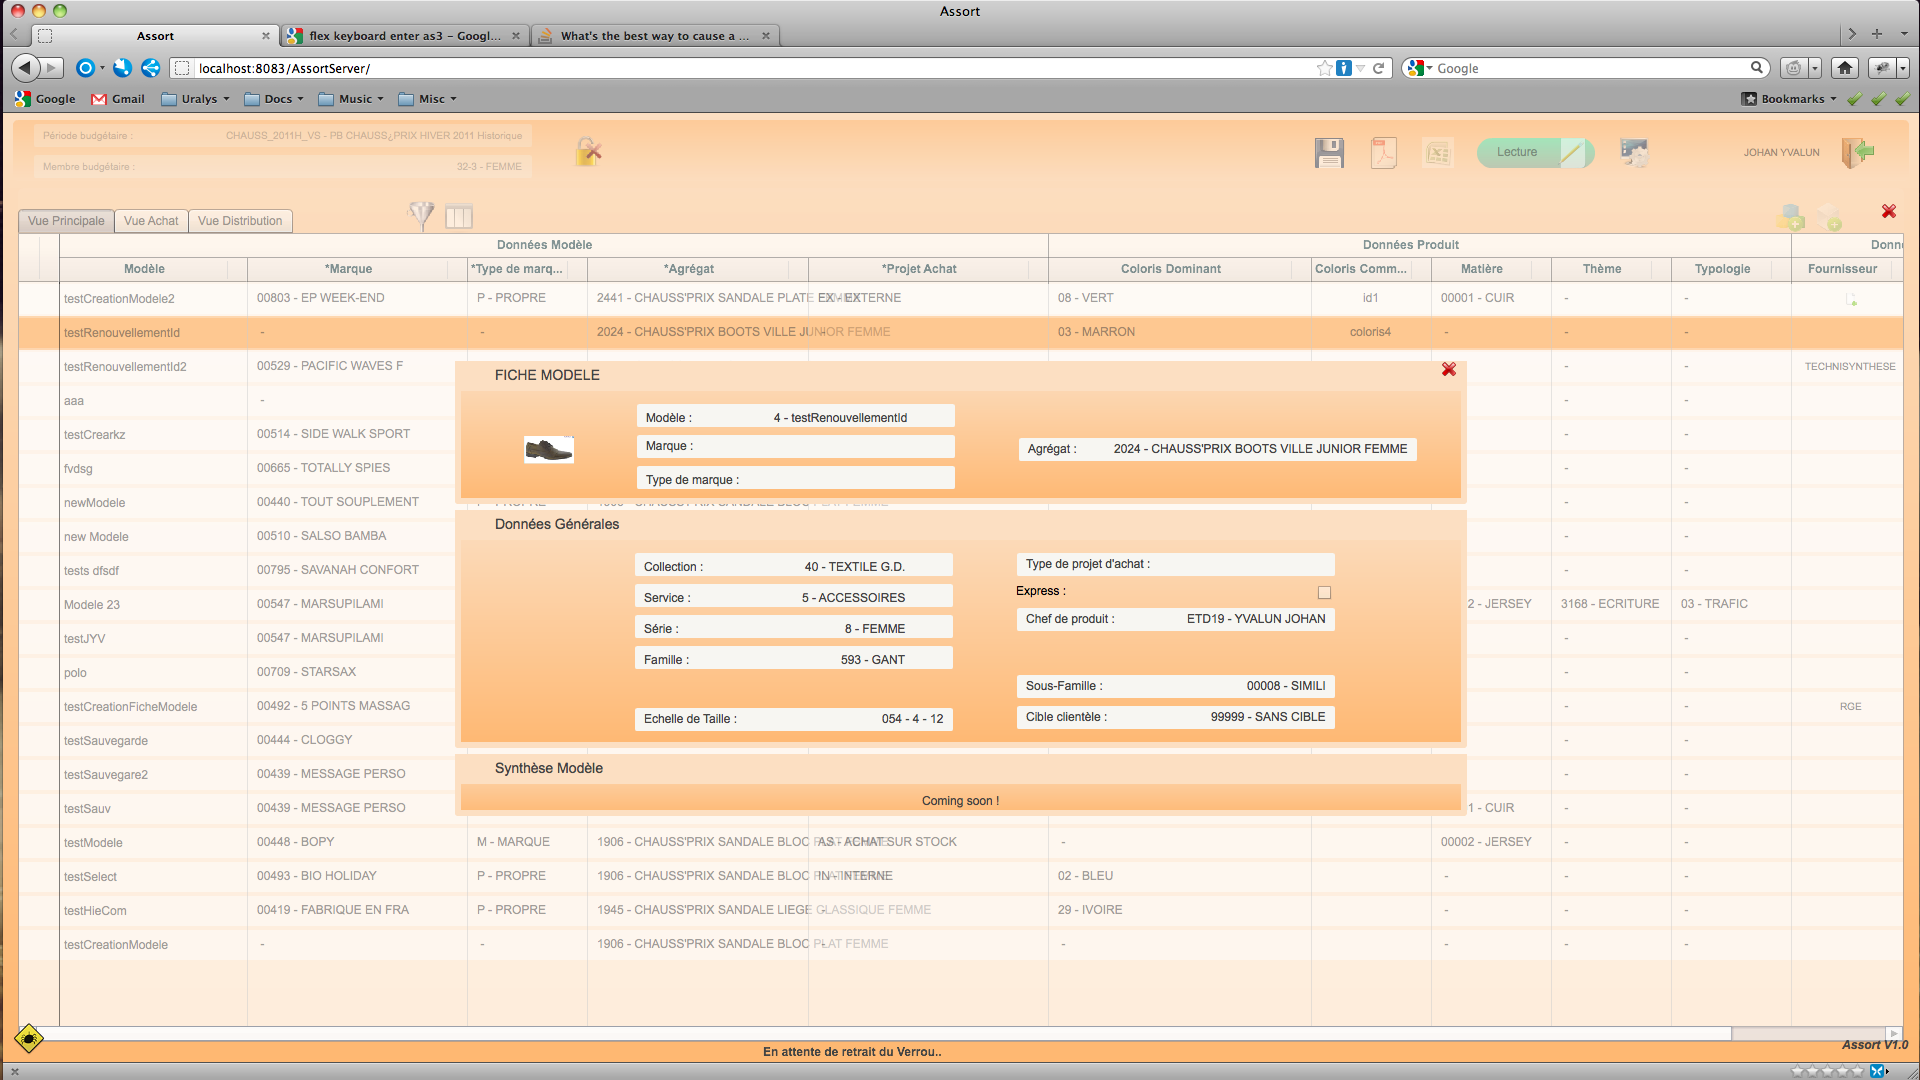 Assort
Assort
flex keyboard enter as3 – Googl...
What's the best way to cause a ...
localhost:8083/AssortServer/
Google
Google
Gmail
Uralys
Docs
Music
Misc
Bookmarks
Période budgétaire :
CHAUSS_2011H_VS - PB CHAUSS¿PRIX HIVER 2011 Historique
Membre budgétaire :
32-3 - FEMME
Lecture
JOHAN YVALUN
Vue Principale
Vue Achat
Vue Distribution
Données Modèle
Données Produit
Donné
Modèle
*Marque
*Type de marq...
*Agrégat
*Projet Achat
Coloris Dominant
Coloris Comm...
Matière
Thème
Typologie
Fournisseur
testCreationModele2
00803 - EP WEEK-END
P - PROPRE
2441 - CHAUSS'PRIX SANDALE PLATE
EX - EXTERNE
08 - VERT
id1
00001 - CUIR
-
-
testRenouvellementId
-
-
2024 - CHAUSS'PRIX BOOTS VILLE JUNIOR FEMME
-
03 - MARRON
coloris4
-
-
-
testRenouvellementId2
00529 - PACIFIC WAVES F
-
-
TECHNISYNTHESE
aaa
-
-
-
testCrearkz
00514 - SIDE WALK SPORT
-
-
fvdsg
00665 - TOTALLY SPIES
-
-
newModele
00440 - TOUT SOUPLEMENT
-
-
new Modele
00510 - SALSO BAMBA
-
-
tests dfsdf
00795 - SAVANAH CONFORT
-
-
Modele 23
00547 - MARSUPILAMI
2 - JERSEY
3168 - ECRITURE
03 - TRAFIC
testJYV
00547 - MARSUPILAMI
-
-
polo
00709 - STARSAX
-
-
testCreationFicheModele
00492 - 5 POINTS MASSAG
-
-
RGE
testSauvegarde
00444 - CLOGGY
-
-
testSauvegare2
00439 - MESSAGE PERSO
-
-
testSauv
00439 - MESSAGE PERSO
1 - CUIR
-
-
testModele
00448 - BOPY
M - MARQUE
1906 - CHAUSS'PRIX SANDALE BLOC PLAT FEMME
AS - ACHAT SUR STOCK
-
00002 - JERSEY
-
-
testSelect
00493 - BIO HOLIDAY
P - PROPRE
1906 - CHAUSS'PRIX SANDALE BLOC PLAT FEMME
IN - INTERNE
02 - BLEU
-
-
-
testHieCom
00419 - FABRIQUE EN FRA
P - PROPRE
1945 - CHAUSS'PRIX SANDALE LIEGE CLASSIQUE FEMME
-
29 - IVOIRE
-
-
-
testCreationModele
-
-
1906 - CHAUSS'PRIX SANDALE BLOC PLAT FEMME
-
-
-
-
-
FICHE MODELE
Modèle :
4 - testRenouvellementId
Marque :
Type de marque :
Agrégat :
2024 - CHAUSS'PRIX BOOTS VILLE JUNIOR FEMME
Données Générales
Collection :
40 - TEXTILE G.D.
Service :
5 - ACCESSOIRES
Série :
8 - FEMME
Famille :
593 - GANT
Echelle de Taille :
054 - 4 - 12
Type de projet d'achat :
Express :
Chef de produit :
ETD19 - YVALUN JOHAN
Sous-Famille :
00008 - SIMILI
Cible clientèle :
99999 - SANS CIBLE
Synthèse Modèle
Coming soon !
En attente de retrait du Verrou..
Assort V1.0